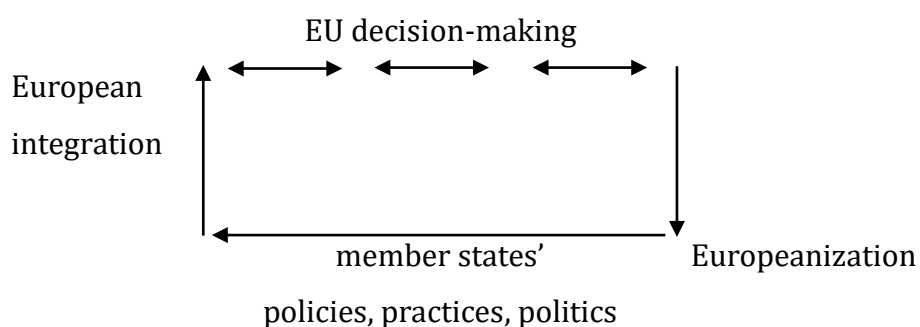 EU decision-making
European
integration
member states’
Europeanization
policies, practices, politics